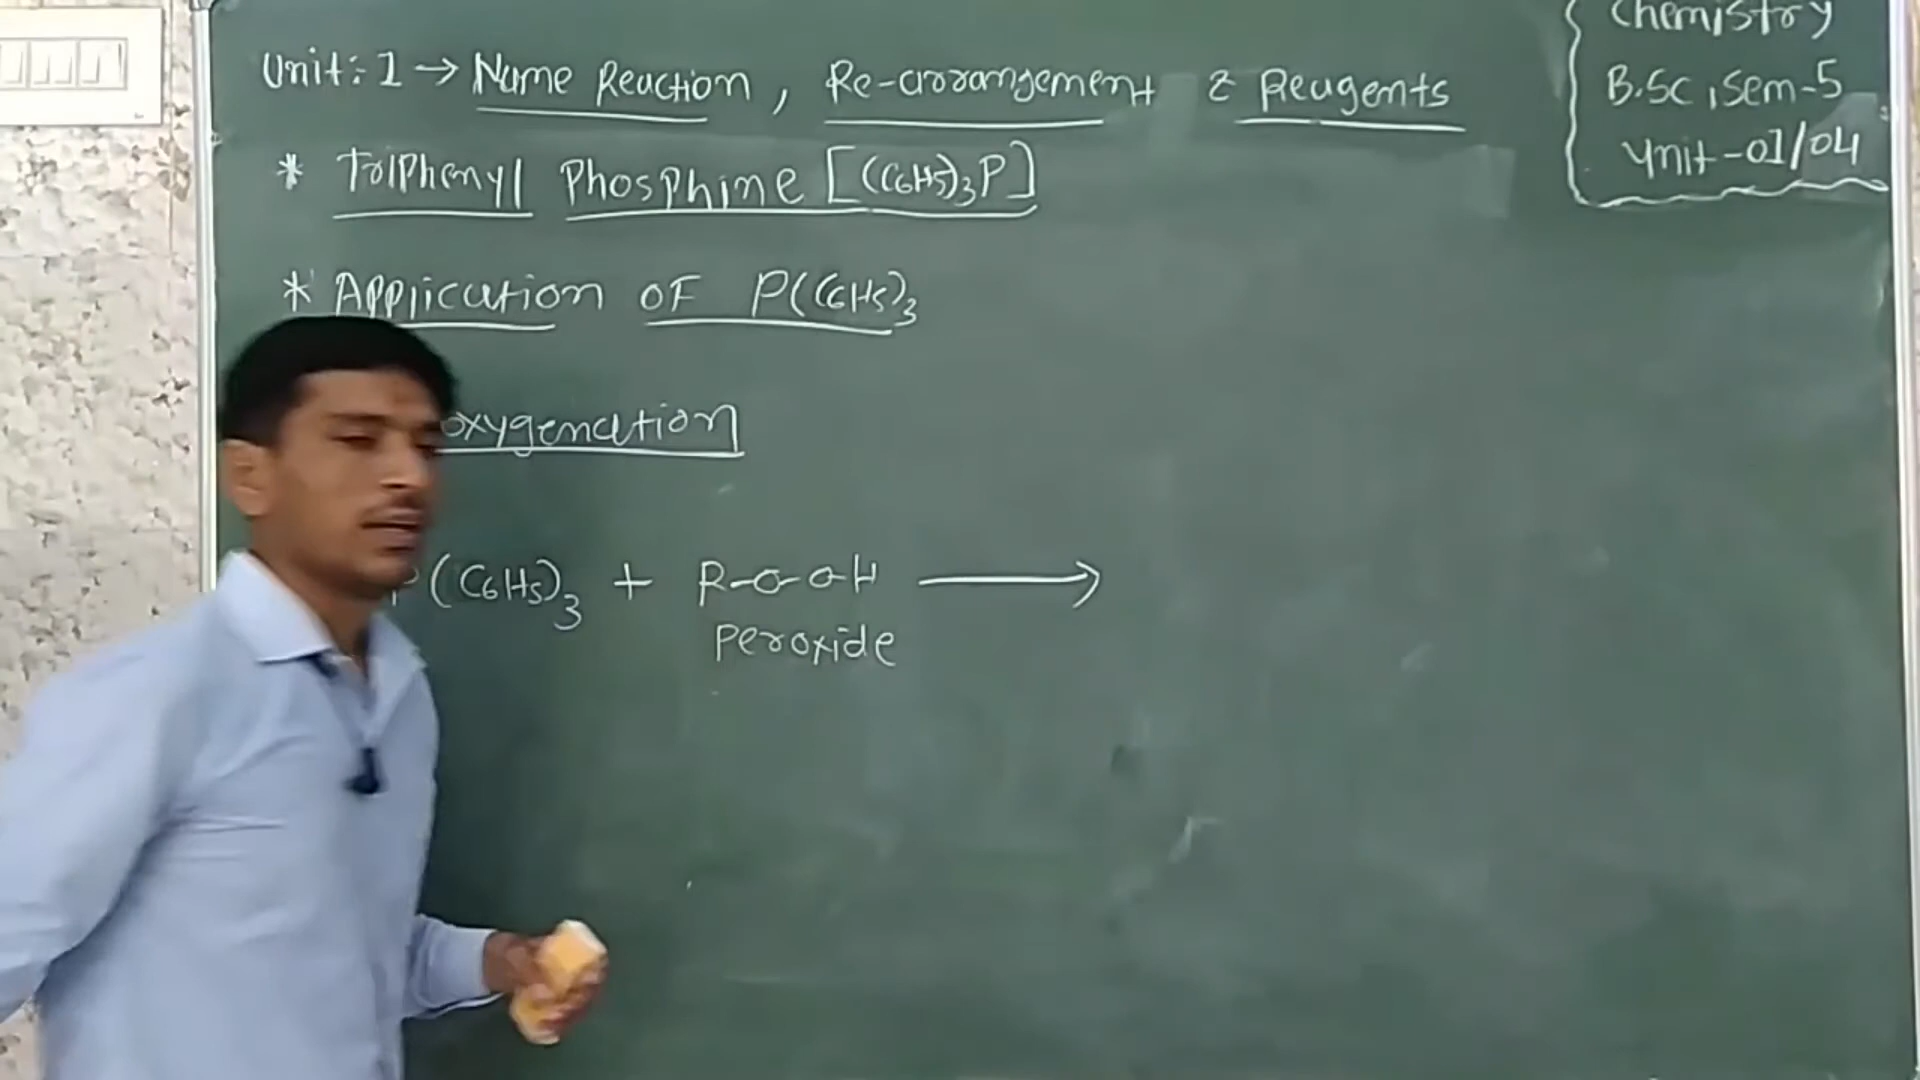 Unit: 1 → Name Reaction, Re-arrangement & Reagents
* Triphenyl Phosphine [(C6H5)3P]
* Application OF P(C6H5)3
oxygenation
P(C6H5)3 + R-O-OH →
Peroxide
Chemistry
B.Sc, Sem-5
Unit-01/04